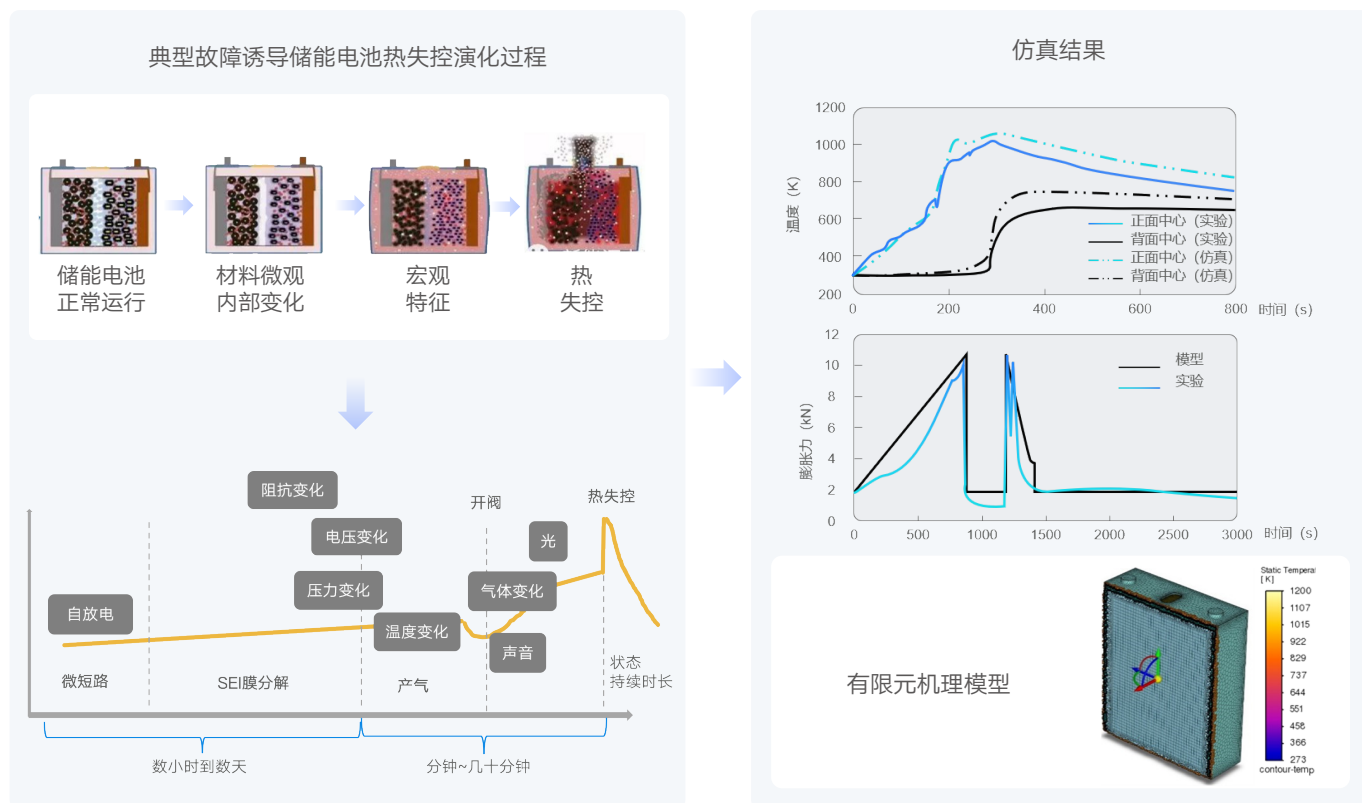 典型故障诱导储能电池热失控演化过程
储能电池
正常运行
材料微观
内部变化
宏观
特征
热
失控
阻抗变化
电压变化
压力变化
自放电
温度变化
开阀
光
气体变化
声音
热失控
微短路
SEI膜分解
产气
状态
持续时长
数小时到数天
分钟~几十分钟
仿真结果
温度（K）
1200
1000
800
600
400
200
正面中心（实验）
背面中心（实验）
正面中心（仿真）
背面中心（仿真）
0
200
400
600
800
时间（s）
膨胀力（kN）
12
10
8
6
4
2
0
模型
实验
0
500
1000
1500
2000
2500
3000
时间（s）
有限元机理模型
Static Temperat
[ K]
1200
1107
1015
922
829
737
644
551
458
366
273
contour-temp